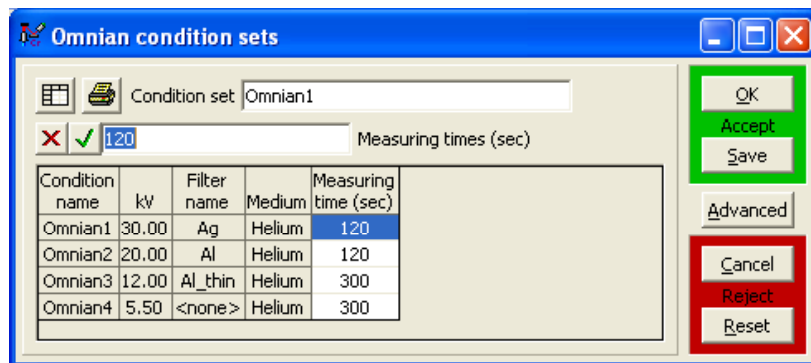 Omnian condition sets
Condition set Omnian1
120 Measuring times (sec)
Condition name kV Filter name Medium Measuring time (sec)
Omnian1 30.00 Ag Helium 120
Omnian2 20.00 Al Helium 120
Omnian3 12.00 Al_thin Helium 300
Omnian4 5.50 <none> Helium 300
OK
Accept
Save
Advanced
Cancel
Reject
Reset